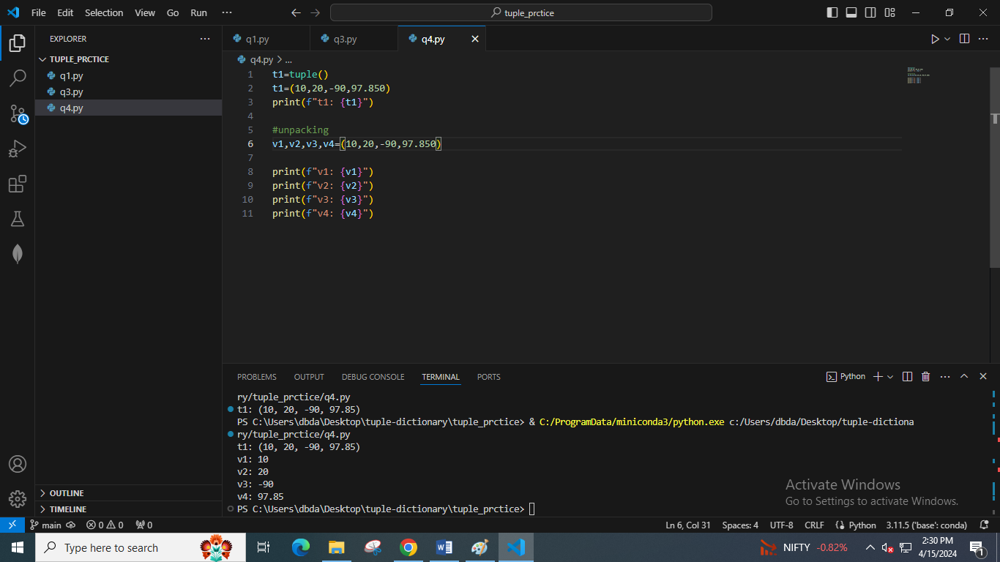 File Edit Selection View Go Run ··· tuple_prctice
EXPLORER ···
TUPLE_PRCTICE
q1.py
q3.py
q4.py
OUTLINE
TIMELINE
q1.py q3.py q4.py
q4.py > ...
1 t1=tuple()
2 t1=(10,20,-90,97.850)
3 print(f"t1: {t1}")
4
5 #unpacking
6 v1,v2,v3,v4=(10,20,-90,97.850)
7
8 print(f"v1: {v1}")
9 print(f"v2: {v2}")
10 print(f"v3: {v3}")
11 print(f"v4: {v4}")
PROBLEMS OUTPUT DEBUG CONSOLE TERMINAL PORTS Python
ry/tuple_prctice/q4.py
t1: (10, 20, -90, 97.85)
PS C:\Users\dbda\Desktop\tuple-dictionary\tuple_prctice> & C:/ProgramData/miniconda3/python.exe c:/Users/dbda/Desktop/tuple-dictiona
ry/tuple_prctice/q4.py
t1: (10, 20, -90, 97.85)
v1: 10
v2: 20
v3: -90
v4: 97.85
PS C:\Users\dbda\Desktop\tuple-dictionary\tuple_prctice>
Activate Windows
Go to Settings to activate Windows.
main 0 0 0 Ln 6, Col 31 Spaces: 4 UTF-8 CRLF Python 3.11.5 ('base': conda)
Type here to search NIFTY -0.82% 2:30 PM
4/15/2024 1